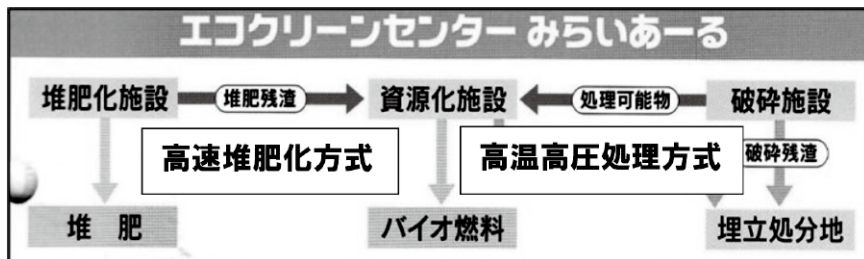 エコクリーンセンター みらいあーる
堆肥化施設 堆肥残渣 資源化施設 処理可能物 破砕施設
高速堆肥化方式 高温高圧処理方式 破砕残渣
堆肥 バイオ燃料 埋立処分地